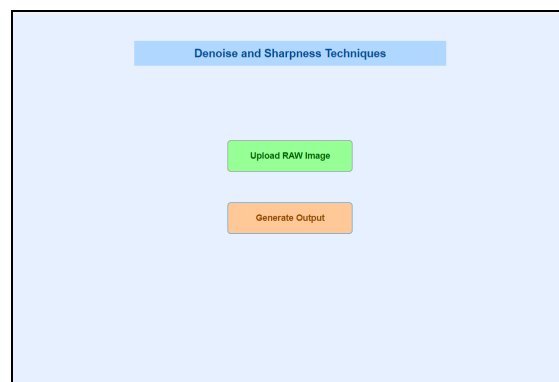 Denoise and Sharpness Techniques
Upload RAW Image
Generate Output